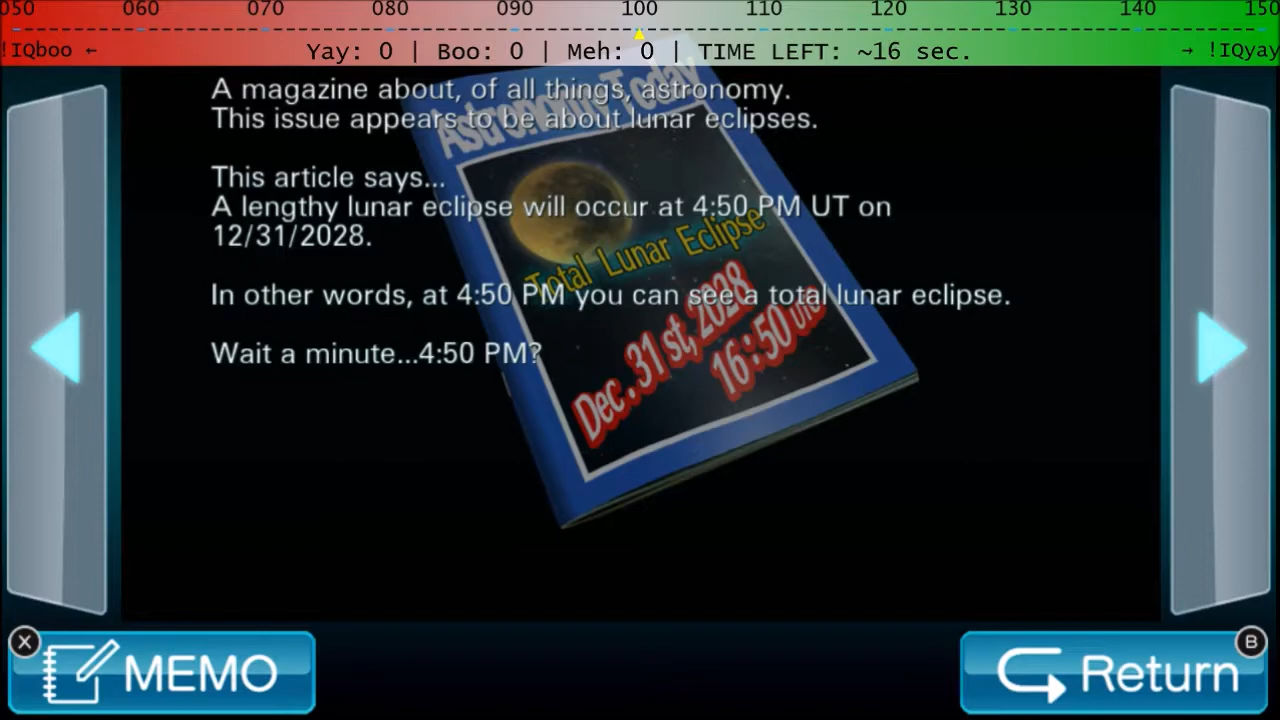 050 060 070 080 090 100 110 120 130 140 150
!IQboo ← Yay: 0 | Boo: 0 | Meh: 0 | TIME LEFT: ~16 sec. → !IQyay
A magazine about, of all things, astronomy.
This issue appears to be about lunar eclipses.
This article says...
A lengthy lunar eclipse will occur at 4:50 PM UT on
12/31/2028.
In other words, at 4:50 PM you can see a total lunar eclipse.
Wait a minute...4:50 PM?
Astronomy Today
Total Lunar Eclipse
Dec. 31st, 2028
16:50 UTC
X MEMO
B Return